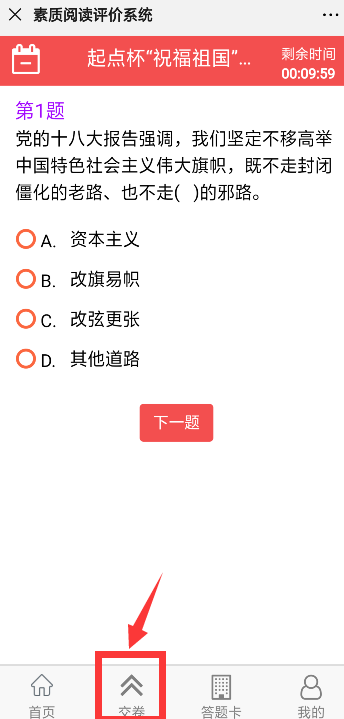 素质阅读评价系统
起点杯“祝福祖国”...
剩余时间
00:09:59
第1题
党的十八大报告强调，我们坚定不移高举
中国特色社会主义伟大旗帜，既不走封闭
僵化的老路、也不走( )的邪路。
A. 资本主义
B. 改旗易帜
C. 改弦更张
D. 其他道路
下一题
首页 交卷 答题卡 我的